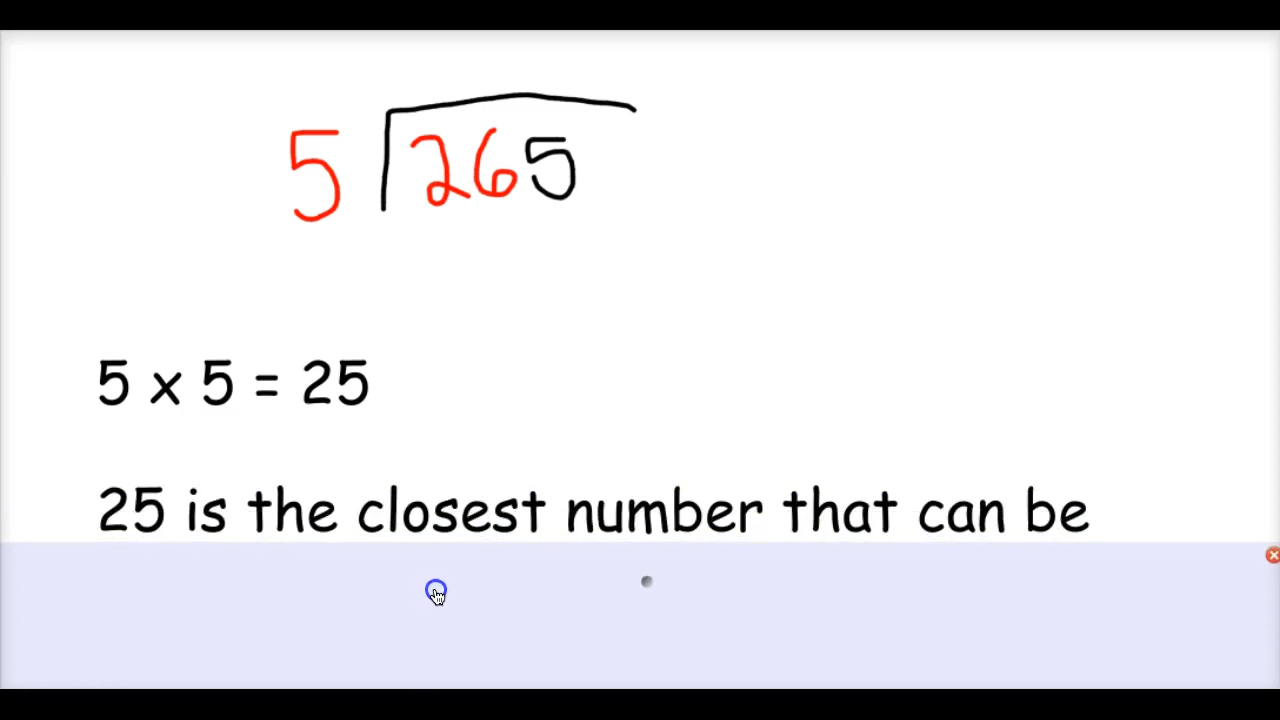 5 265
5 x 5 = 25
25 is the closest number that can be